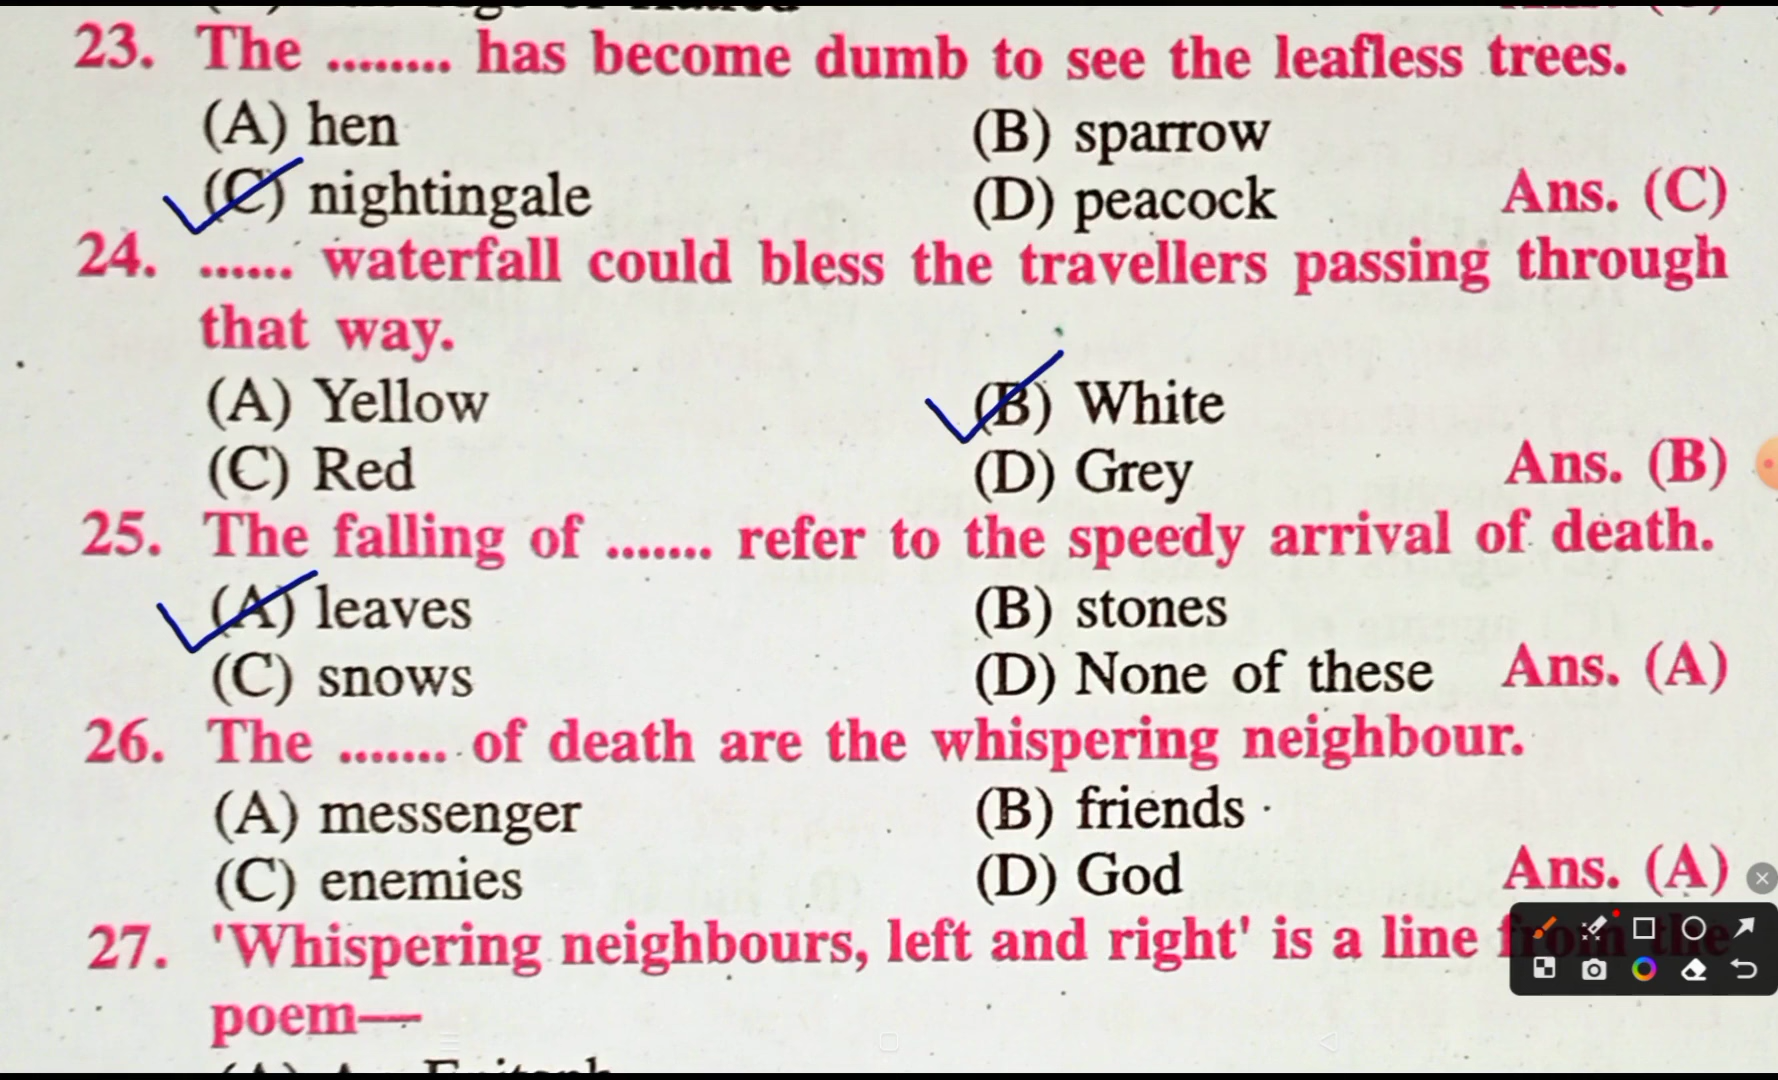 23. The ........ has become dumb to see the leafless trees.
(A) hen (B) sparrow
(C) nightingale (D) peacock Ans. (C)
24. ...... waterfall could bless the travellers passing through
that way.
(A) Yellow (B) White
(C) Red (D) Grey Ans. (B)
25. The falling of ....... refer to the speedy arrival of death.
(A) leaves (B) stones
(C) snows (D) None of these Ans. (A)
26. The ....... of death are the whispering neighbour.
(A) messenger (B) friends
(C) enemies (D) God Ans. (A)
27. 'Whispering neighbours, left and right' is a line from the
poem—